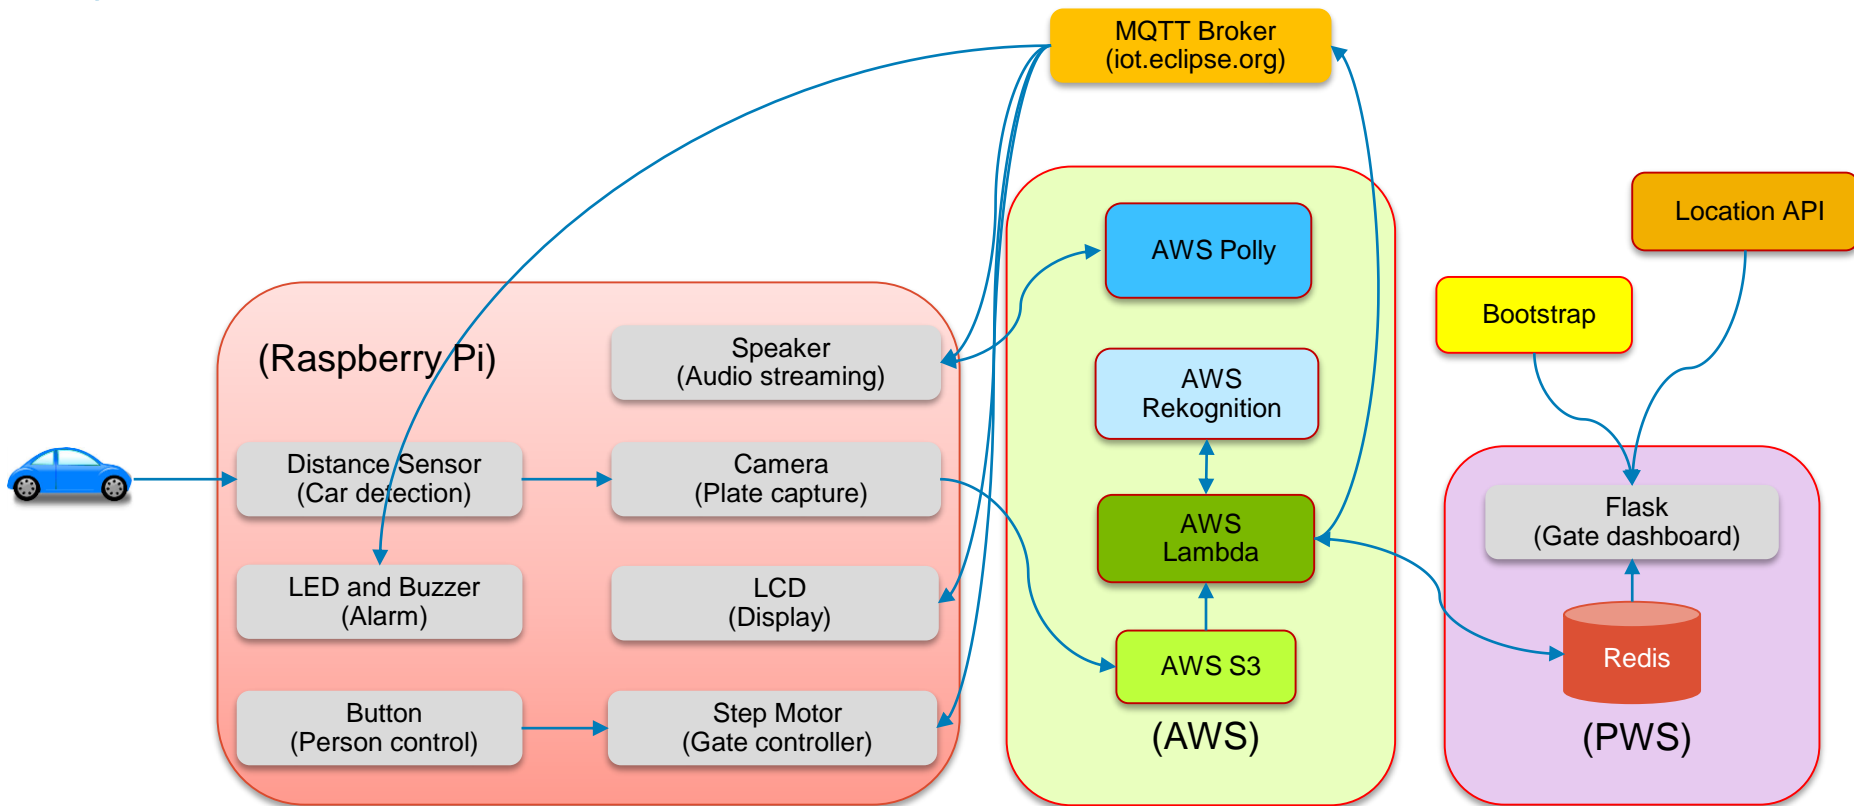 MQTT Broker
(iot.eclipse.org)
Location API
AWS Polly
Bootstrap
(Raspberry Pi)
Speaker
(Audio streaming)
AWS
Rekognition
Distance Sensor
(Car detection)
Camera
(Plate capture)
AWS
Lambda
Flask
(Gate dashboard)
LED and Buzzer
(Alarm)
LCD
(Display)
AWS S3
Redis
Button
(Person control)
Step Motor
(Gate controller)
(AWS)
(PWS)